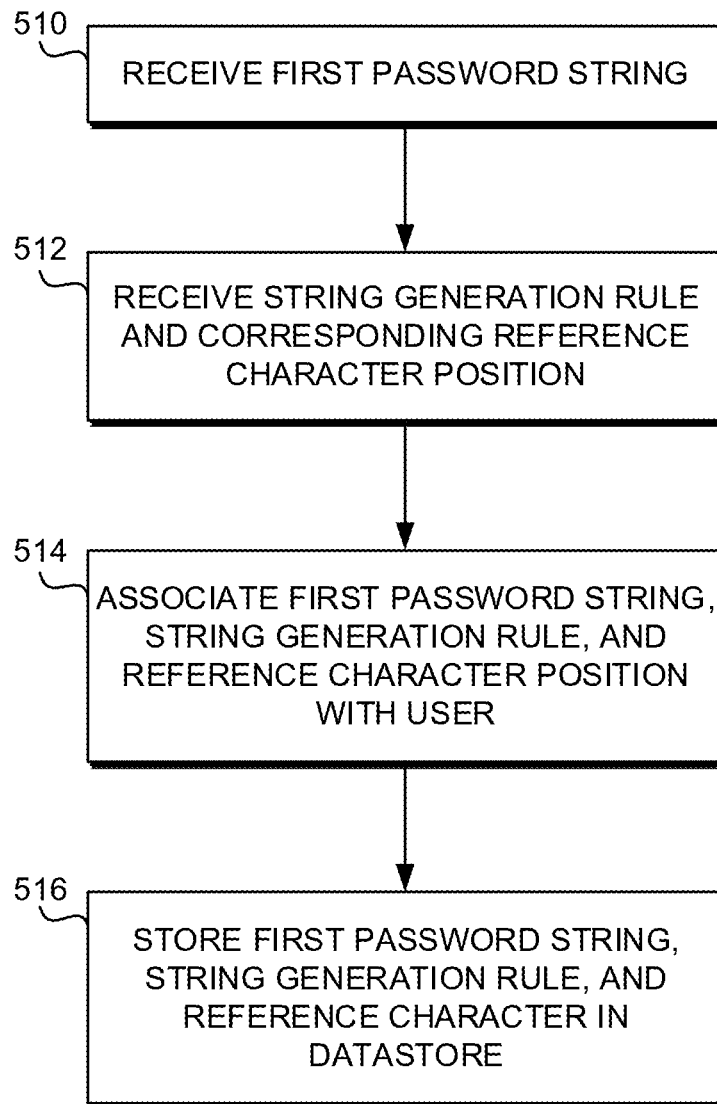 510
RECEIVE FIRST PASSWORD STRING
512
RECEIVE STRING GENERATION RULE
AND CORRESPONDING REFERENCE
CHARACTER POSITION
514
ASSOCIATE FIRST PASSWORD STRING,
STRING GENERATION RULE, AND
REFERENCE CHARACTER POSITION
WITH USER
516
STORE FIRST PASSWORD STRING,
STRING GENERATION RULE, AND
REFERENCE CHARACTER IN
DATASTORE